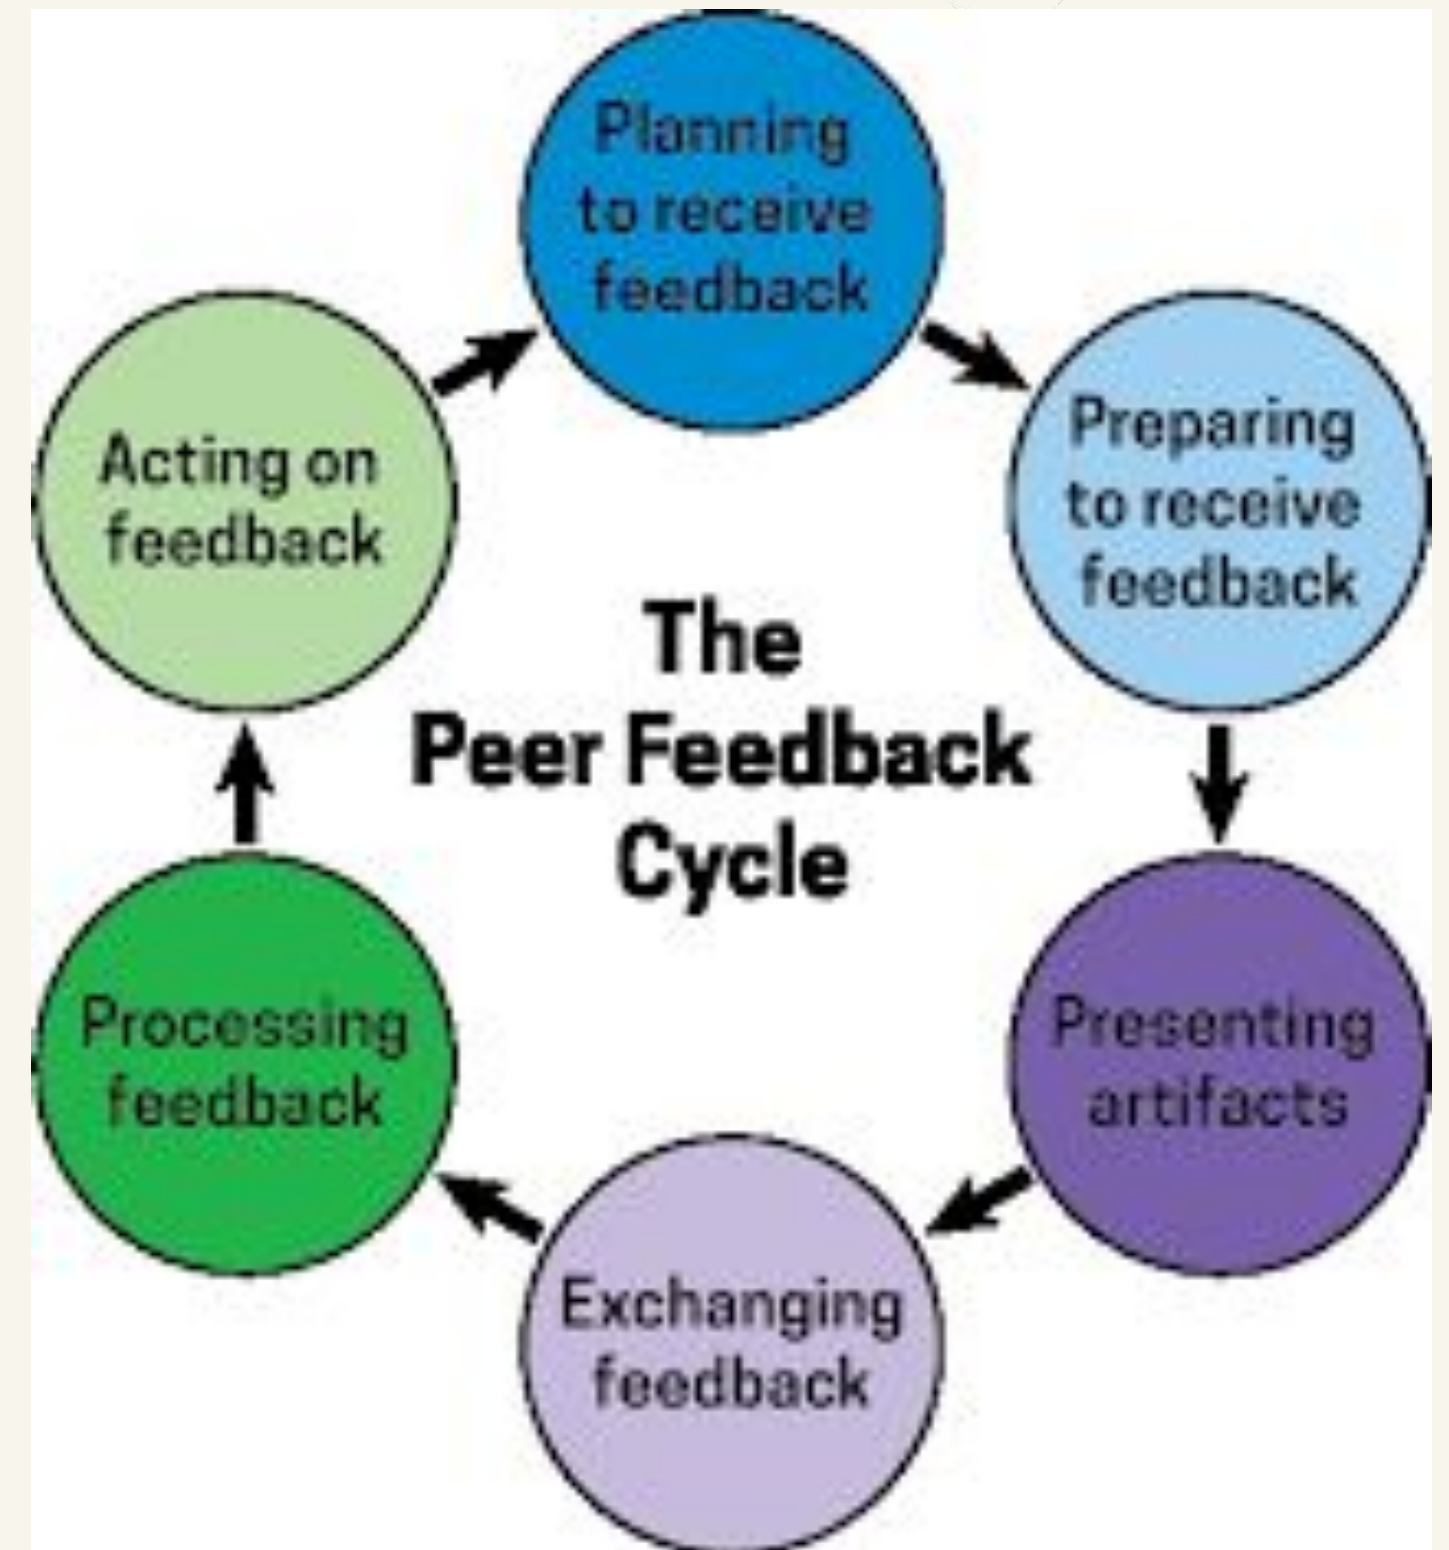 Planning
to receive
feedback
Preparing
to receive
feedback
Presenting
artifacts
Exchanging
feedback
Processing
feedback
Acting on
feedback
The
Peer Feedback
Cycle